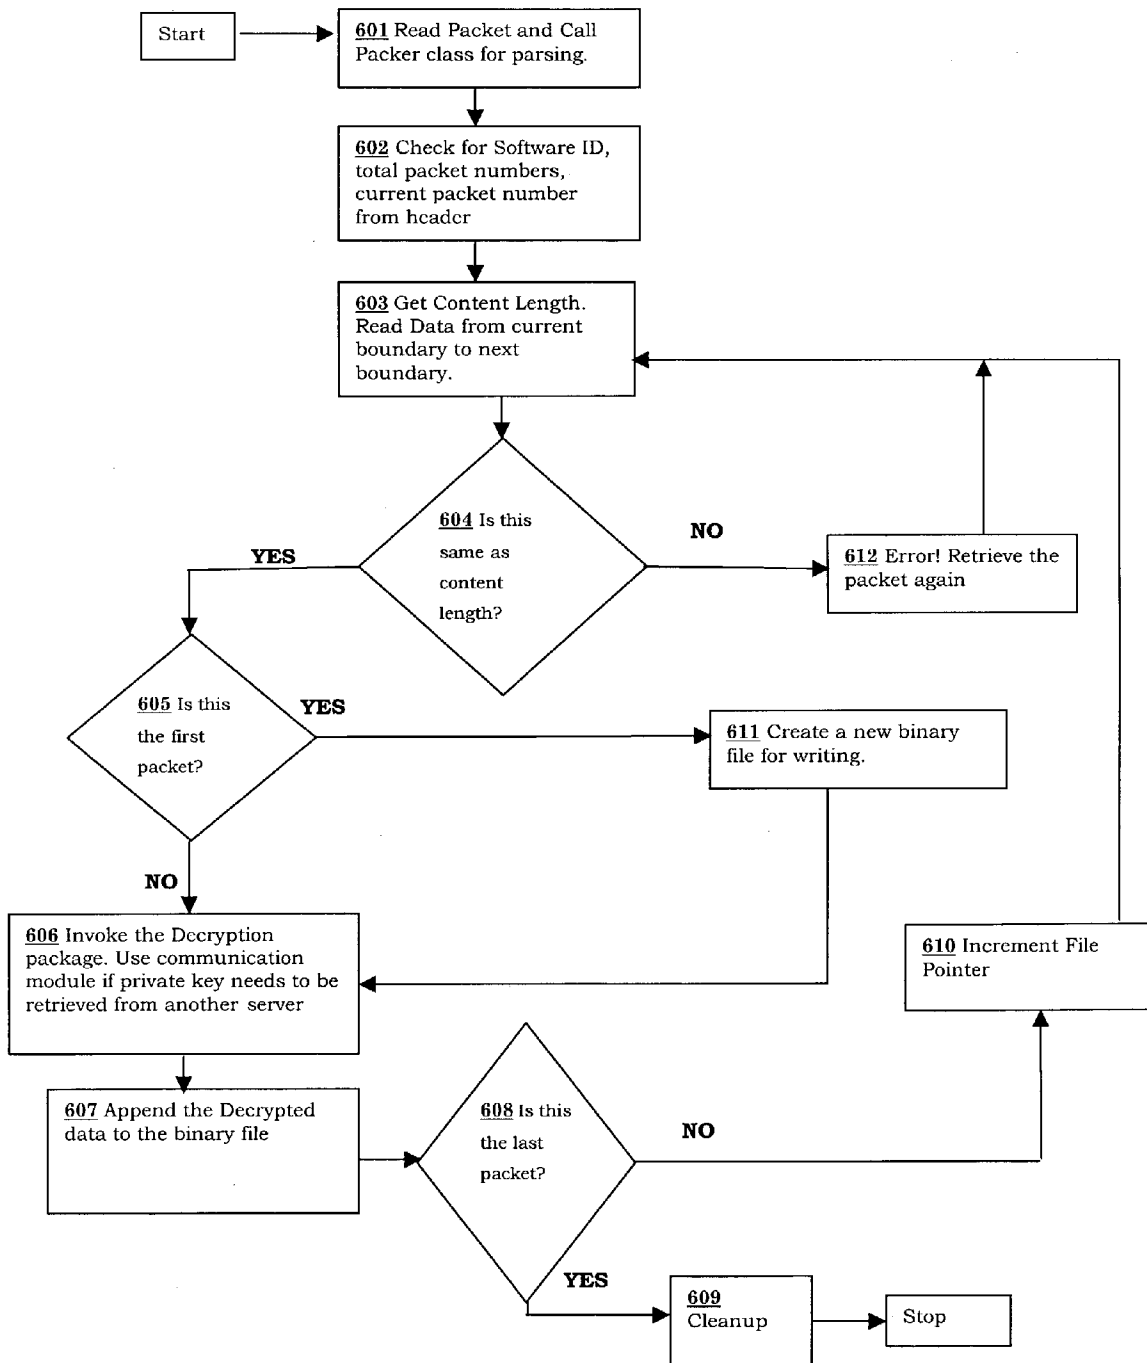 Start
601 Read Packet and Call
Packer class for parsing.
602 Check for Software ID,
total packet numbers,
current packet number
from header
603 Get Content Length.
Read Data from current
boundary to next
boundary.
604 Is this
same as
content
length?
NO
YES
612 Error! Retrieve the
packet again
605 Is this
the first
packet?
YES
611 Create a new binary
file for writing.
NO
606 Invoke the Decryption
package. Use communication
module if private key needs to be
retrieved from another server
610 Increment File
Pointer
607 Append the Decrypted
data to the binary file
608 Is this
the last
packet?
NO
YES
609
Cleanup
Stop